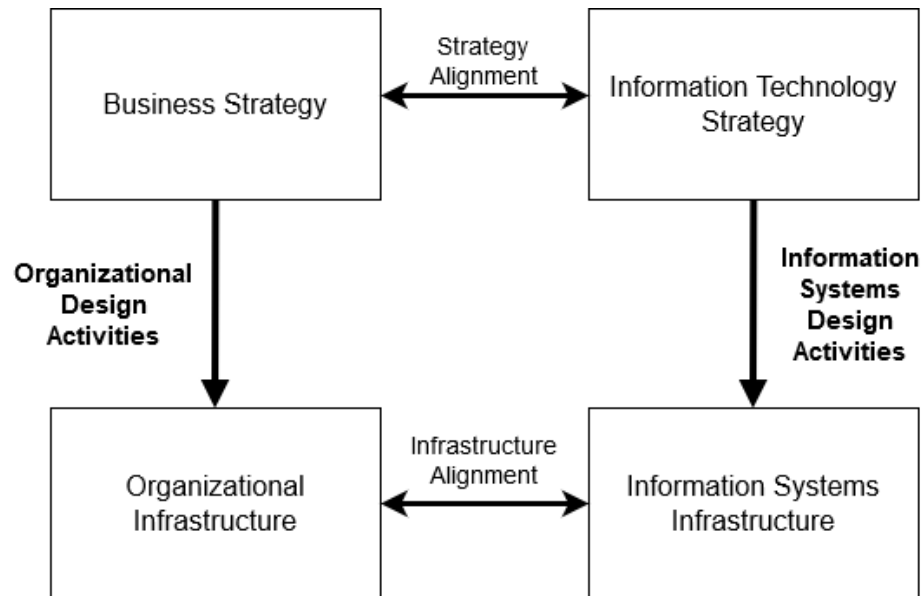 Business Strategy
Strategy
Alignment
Information Technology
Strategy
Organizational
Design
Activities
Information
Systems
Design
Activities
Organizational
Infrastructure
Infrastructure
Alignment
Information Systems
Infrastructure